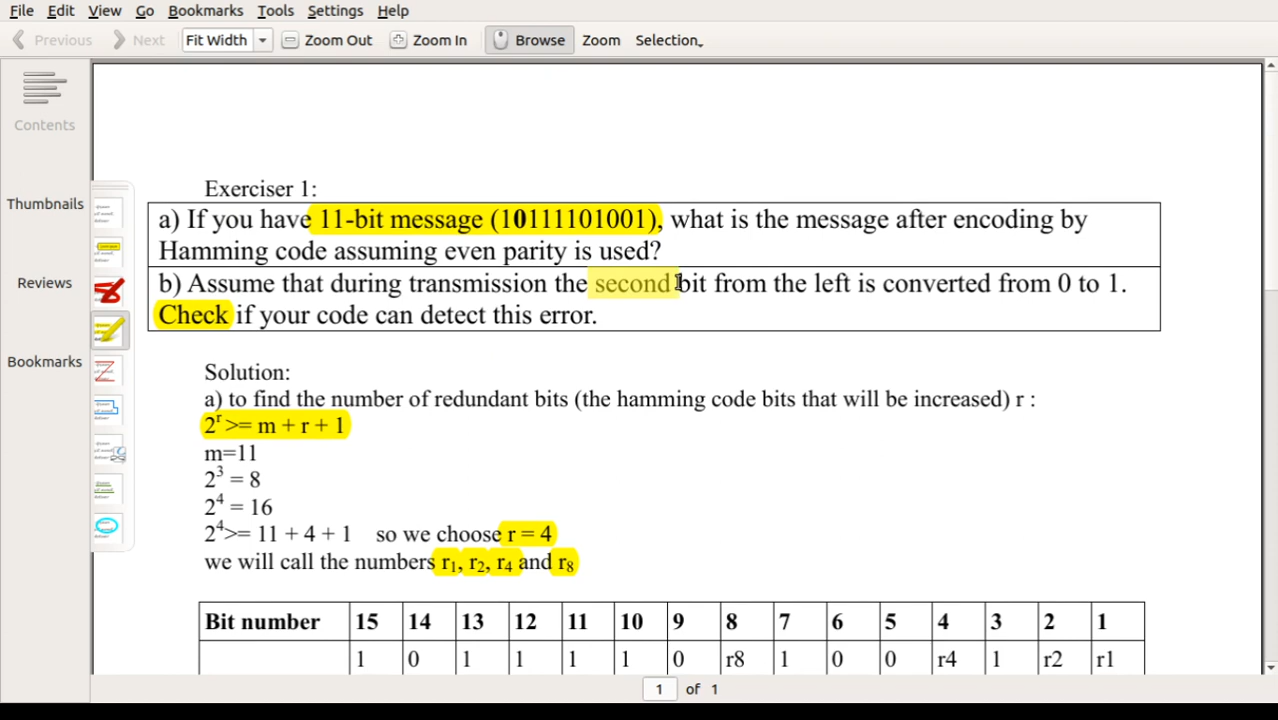 File Edit View Go Bookmarks Tools Settings Help
Previous Next Fit Width Zoom Out Zoom In Browse Zoom Selection
Contents
Thumbnails
Reviews
Bookmarks
Exerciser 1:
a) If you have 11-bit message (10111101001), what is the message after encoding by
Hamming code assuming even parity is used?
b) Assume that during transmission the second bit from the left is converted from 0 to 1.
Check if your code can detect this error.
Solution:
a) to find the number of redundant bits (the hamming code bits that will be increased) r :
2^r >= m + r + 1
m=11
2^3 = 8
2^4 = 16
2^4>= 11 + 4 + 1 so we choose r = 4
we will call the numbers r₁, r₂, r₄ and r₈
Bit number 15 14 13 12 11 10 9 8 7 6 5 4 3 2 1
1 0 1 1 1 1 0 r8 1 0 0 r4 1 r2 r1
1 of 1